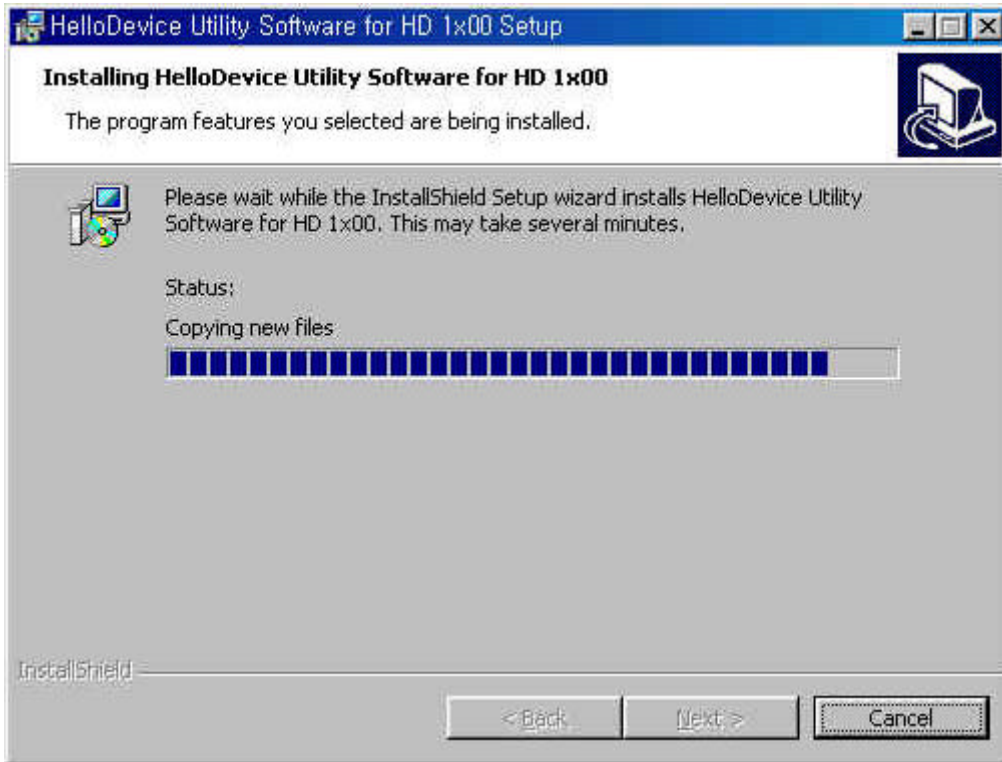 HelloDevice Utility Software for HD 1x00 Setup
Installing HelloDevice Utility Software for HD 1x00
The program features you selected are being installed.
Please wait while the InstallShield Setup wizard installs HelloDevice Utility
Software for HD 1x00. This may take several minutes.
Status:
Copying new files
InstallShield
< Back
Next >
Cancel